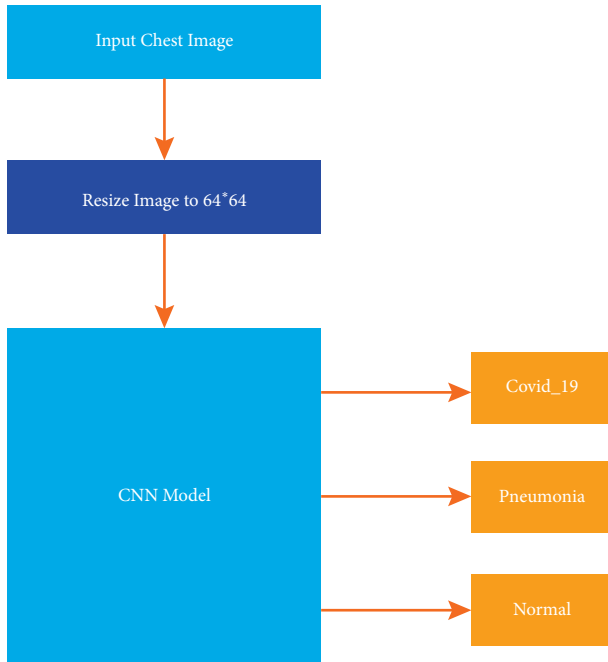 Input Chest Image
Resize Image to 64*64
CNN Model
Covid_19
Pneumonia
Normal